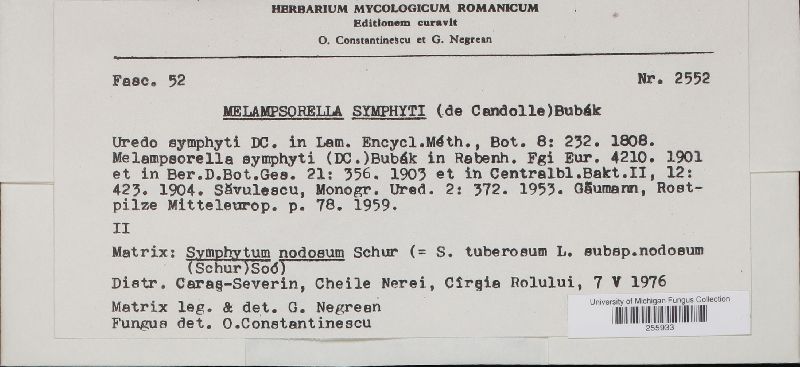 HERBARIUM MYCOLOGICUM ROMANICUM
Editionem curavit
O. Constantinescu et G. Negrean
Fasc. 52 Nr. 2552
MELAMPSORELLA SYMPHYTI (de Candolle)Bubák
Uredo symphyti DC. in Lam. Encycl.Méth., Bot. 8: 232. 1808.
Melampsorella symphyti (DC.)Bubák in Rabenh. Fgi Eur. 4210. 1901
et in Ber.D.Bot.Ges. 21: 356. 1903 et in Centralbl.Bakt.II, 12:
423. 1904. Săvulescu, Monogr. Ured. 2: 372. 1953. Gäumann, Rost-
pilze Mitteleurop. p. 78. 1959.
II
Matrix: Symphytum nodosum Schur (= S. tuberosum L. subsp.nodosum
(Schur)Soó)
Distr. Caraş-Severin, Cheile Nerei, Cîrşia Rolului, 7 V 1976
Matrix leg. & det. G. Negrean
Fungus det. O.Constantinescu
University of Michigan Fungus Collection
255933